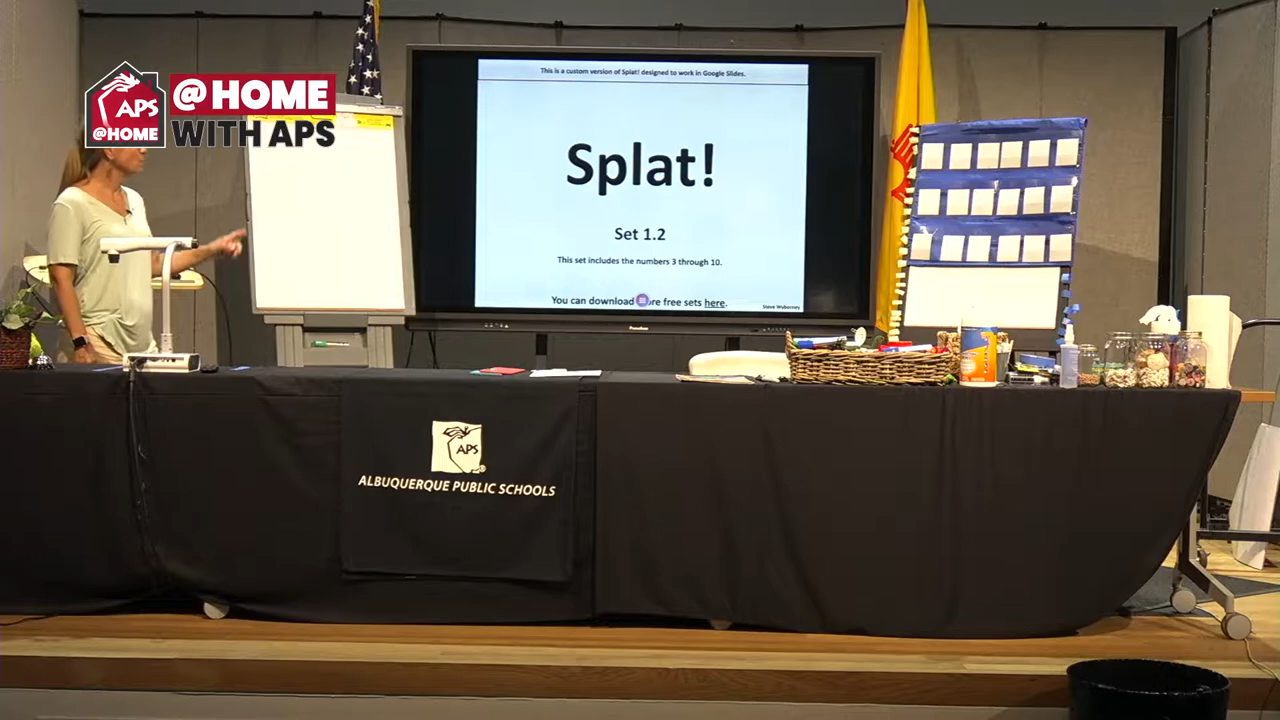 @HOME
WITH APS
APS
@HOME
This is a custom version of Splat! designed to work in Google Slides.
Splat!
Set 1.2
This set includes the numbers 3 through 10.
You can download re free sets here.
Steve Wyborney
APS
ALBUQUERQUE PUBLIC SCHOOLS